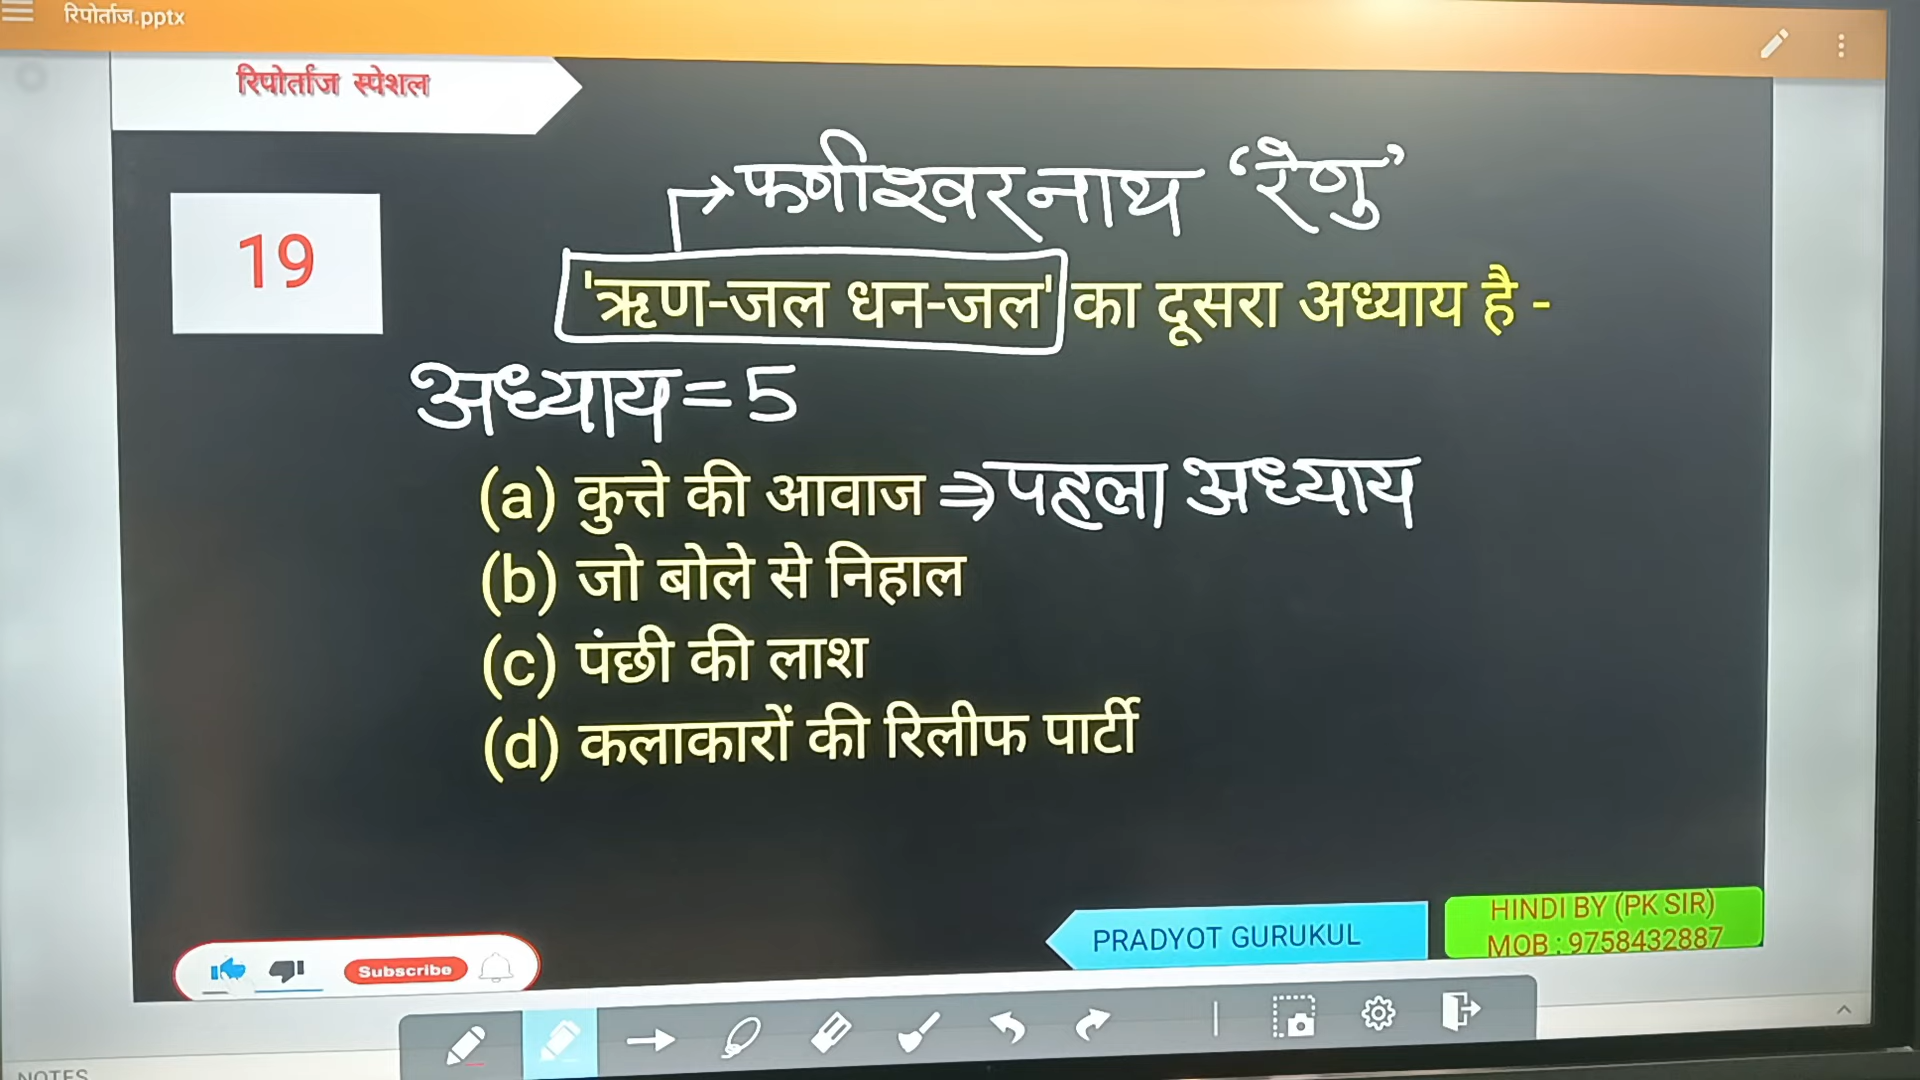 रिपोर्ताज.pptx
रिपोर्ताज स्पेशल
19
फणीश्वरनाथ 'रेणु'
'ऋण-जल धन-जल' का दूसरा अध्याय है -
अध्याय = 5
(a) कुत्ते की आवाज ⇒ पहला अध्याय
(b) जो बोले से निहाल
(c) पंछी की लाश
(d) कलाकारों की रिलीफ पार्टी
PRADYOT GURUKUL
HINDI BY (PK SIR)
MOB : 9758432887
Subscribe
NOTES